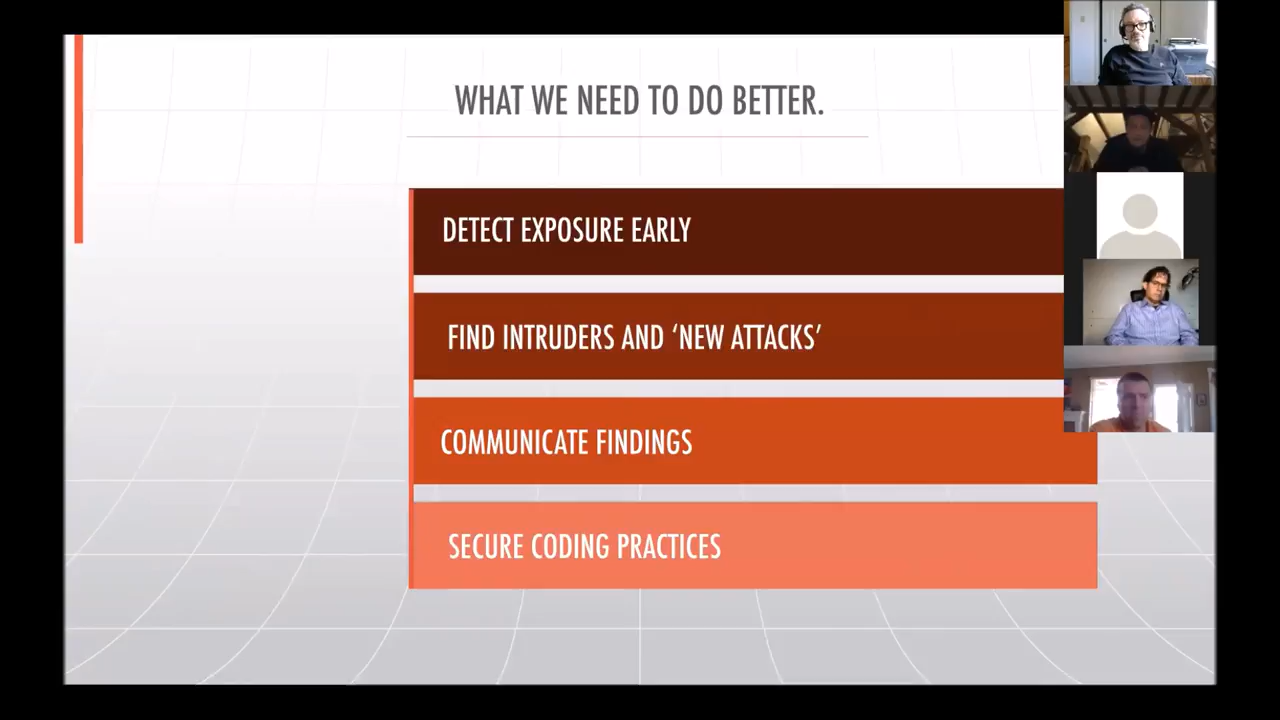 WHAT WE NEED TO DO BETTER.
DETECT EXPOSURE EARLY
FIND INTRUDERS AND ‘NEW ATTACKS’
COMMUNICATE FINDINGS
SECURE CODING PRACTICES